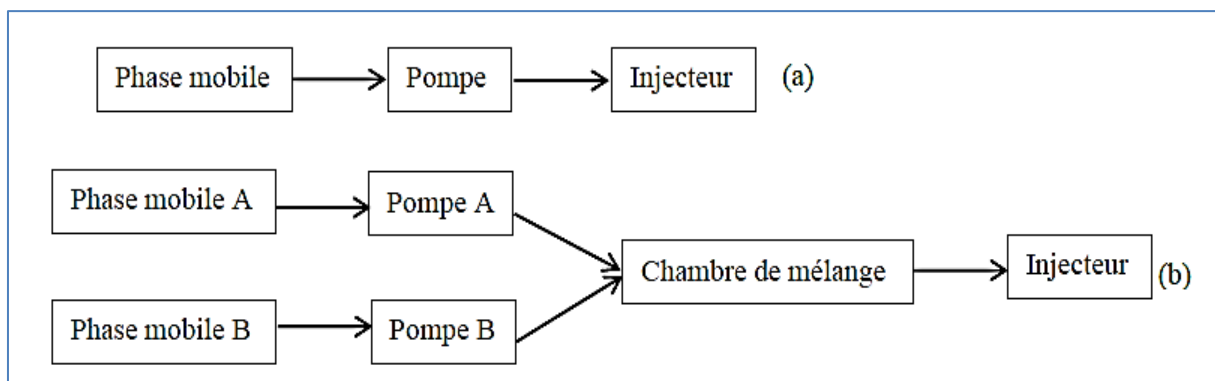 Phase mobile Pompe Injecteur (a)
Phase mobile A Pompe A
Chambre de mélange Injecteur (b)
Phase mobile B Pompe B